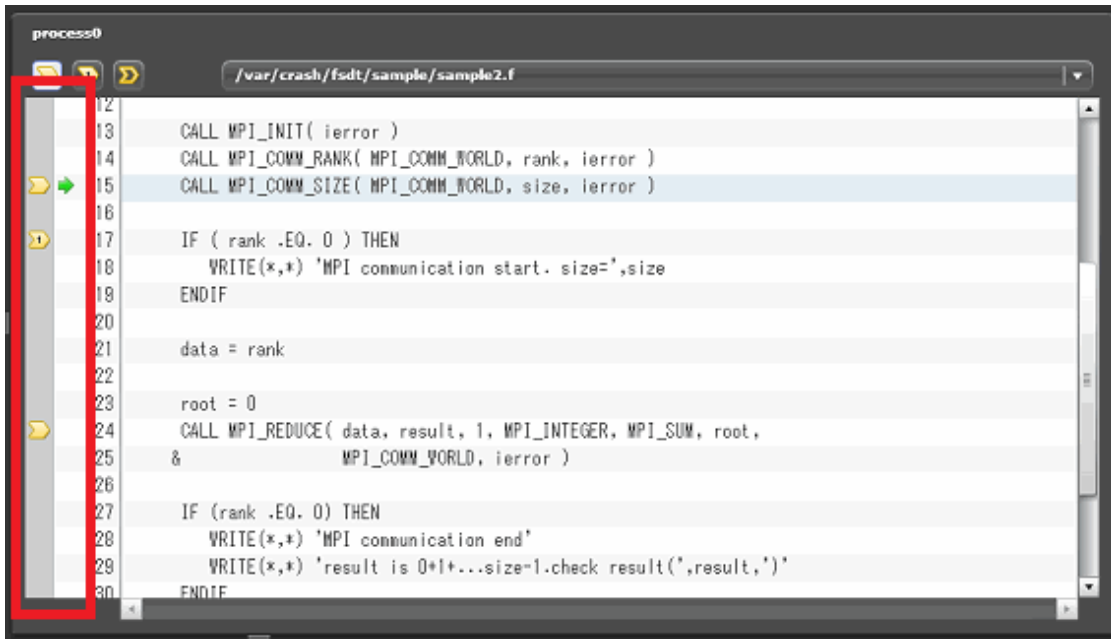 process0
/var/crash/fsdt/sample/sample2.f
12
13 CALL MPI_INIT( ierror )
14 CALL MPI_COMM_RANK( MPI_COMM_WORLD, rank, ierror )
15 CALL MPI_COMM_SIZE( MPI_COMM_WORLD, size, ierror )
16
1 17 IF ( rank .EQ. 0 ) THEN
18 WRITE(*,*) 'MPI communication start. size=',size
19 ENDIF
20
21 data = rank
22
23 root = 0
24 CALL MPI_REDUCE( data, result, 1, MPI_INTEGER, MPI_SUM, root,
25 & MPI_COMM_WORLD, ierror )
26
27 IF (rank .EQ. 0) THEN
28 WRITE(*,*) 'MPI communication end'
29 WRITE(*,*) 'result is 0+1+...size-1.check result(',result,')'
30 ENDIF